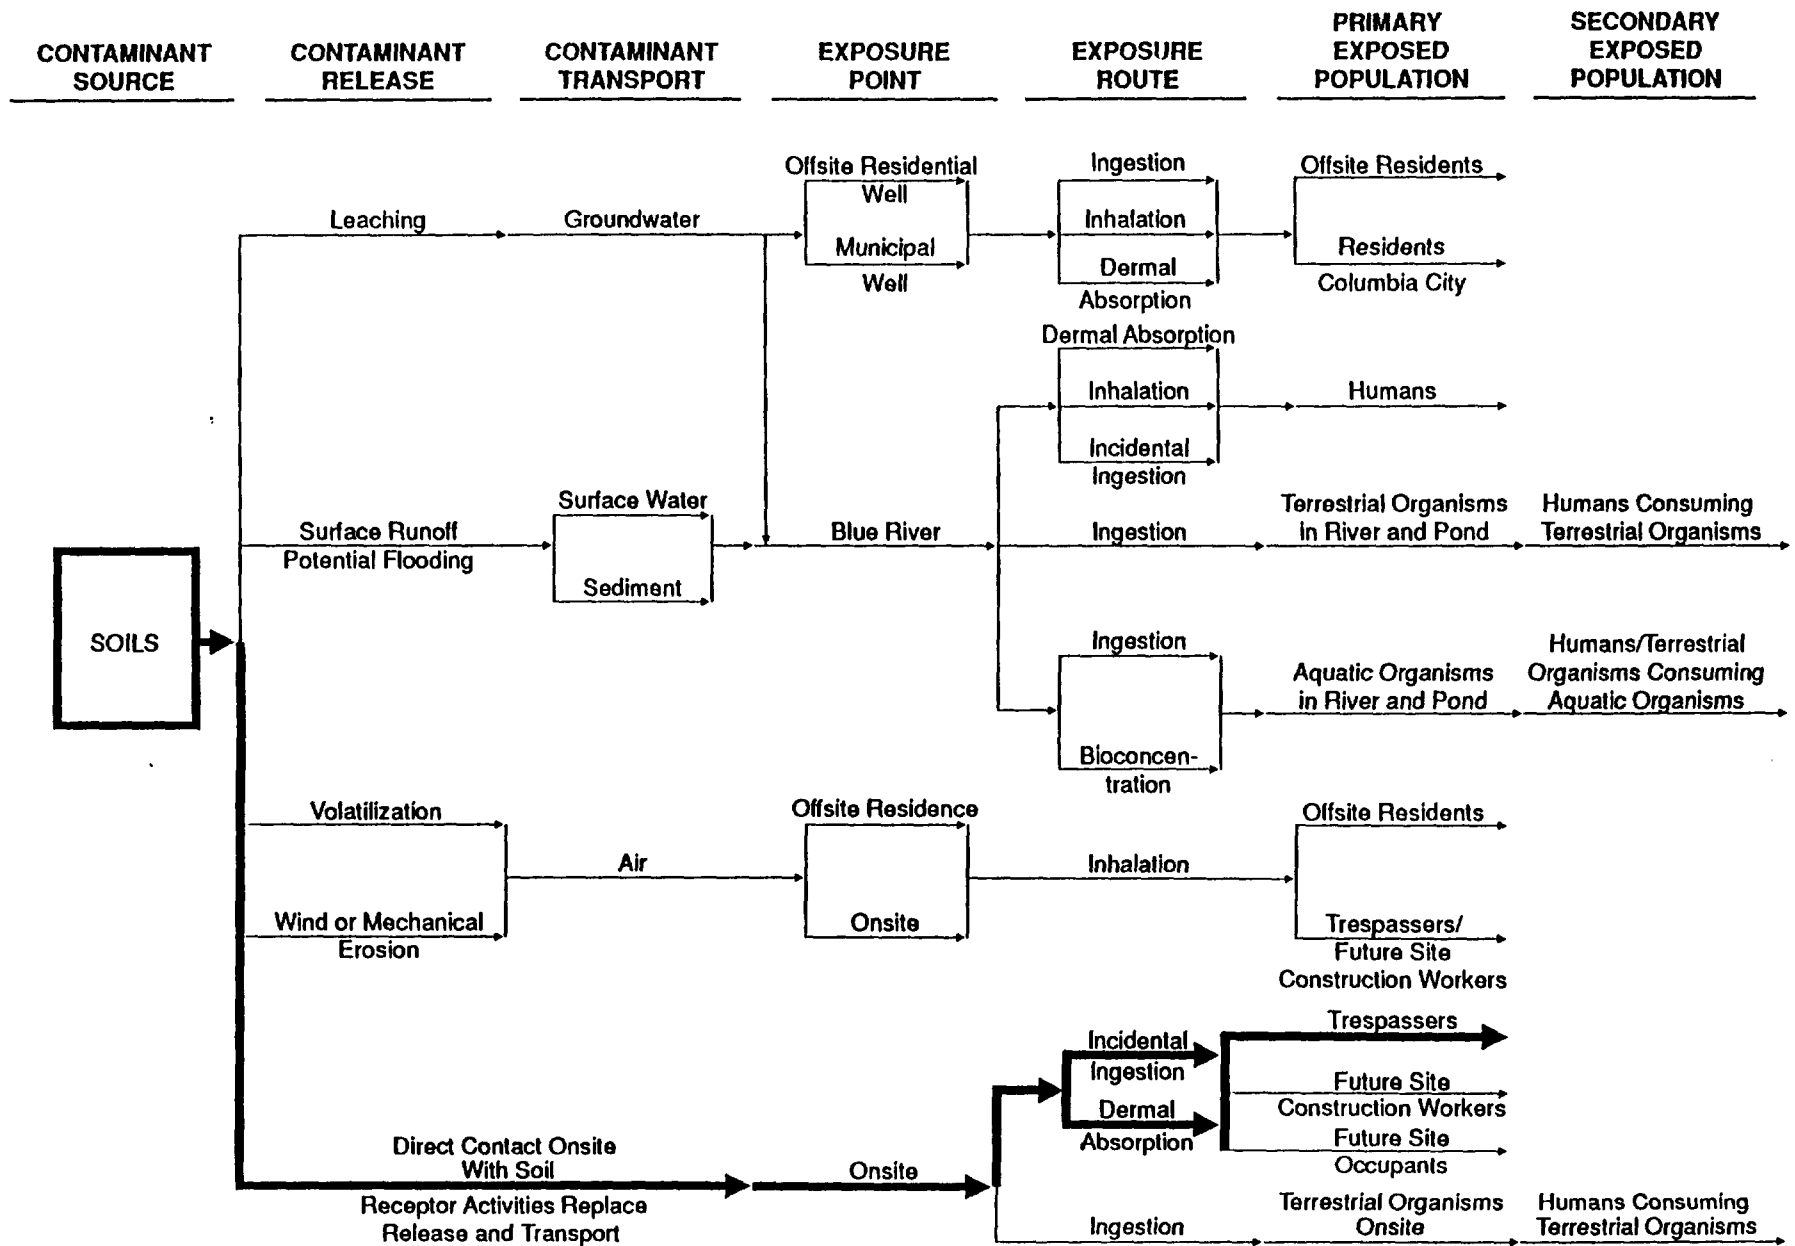 CONTAMINANT
SOURCE
CONTAMINANT
RELEASE
CONTAMINANT
TRANSPORT
EXPOSURE
POINT
EXPOSURE
ROUTE
PRIMARY
EXPOSED
POPULATION
SECONDARY
EXPOSED
POPULATION
SOILS
Leaching
Groundwater
Offsite Residential
Well
Municipal
Well
Ingestion
Inhalation
Dermal
Absorption
Offsite Residents
Residents
Columbia City
Dermal Absorption
Inhalation
Incidental
Ingestion
Humans
Surface Runoff
Potential Flooding
Surface Water
Sediment
Blue River
Ingestion
Terrestrial Organisms
in River and Pond
Humans Consuming
Terrestrial Organisms
Ingestion
Bioconcen-
tration
Aquatic Organisms
in River and Pond
Humans/Terrestrial
Organisms Consuming
Aquatic Organisms
Volatilization
Wind or Mechanical
Erosion
Air
Offsite Residence
Onsite
Inhalation
Offsite Residents
Trespassers/
Future Site
Construction Workers
Direct Contact Onsite
With Soil
Receptor Activities Replace
Release and Transport
Onsite
Incidental
Ingestion
Dermal
Absorption
Trespassers
Future Site
Construction Workers
Future Site
Occupants
Ingestion
Terrestrial Organisms
Onsite
Humans Consuming
Terrestrial Organisms